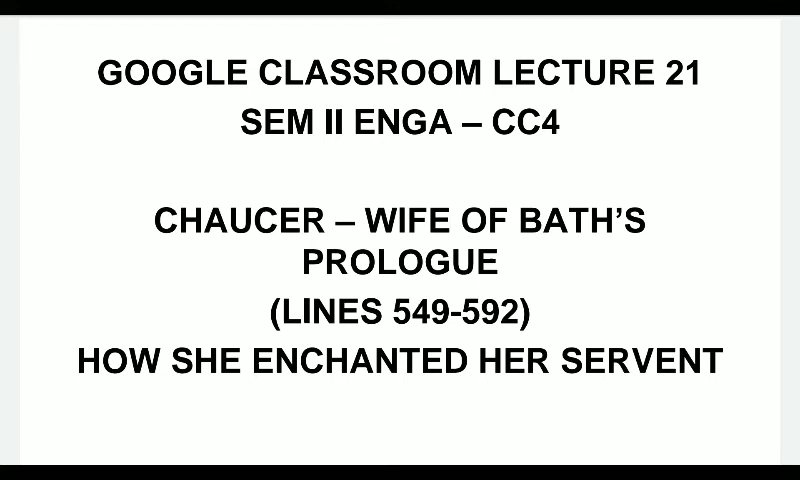 GOOGLE CLASSROOM LECTURE 21
SEM II ENGA – CC4
CHAUCER – WIFE OF BATH'S
PROLOGUE
(LINES 549-592)
HOW SHE ENCHANTED HER SERVENT